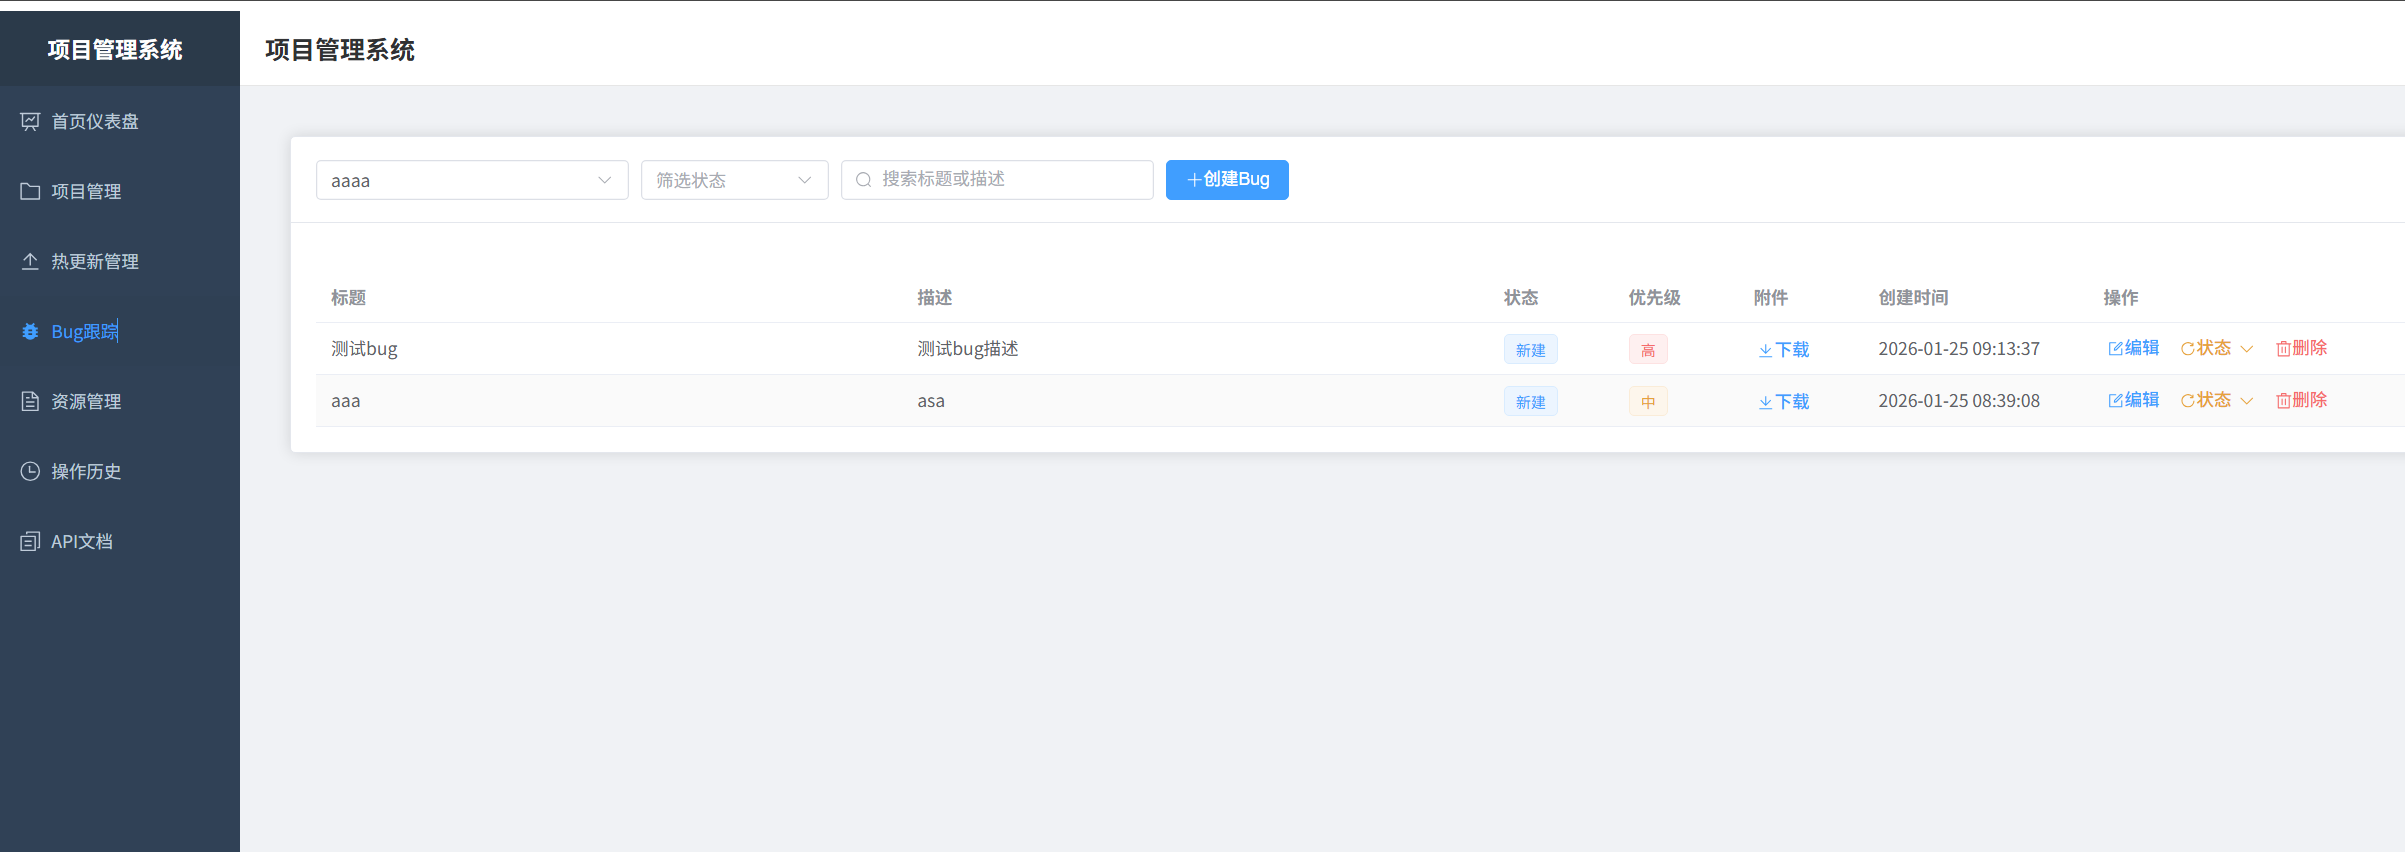 项目管理系统
项目管理系统
首页仪表盘
项目管理
热更新管理
Bug跟踪
资源管理
操作历史
API文档
aaaa 筛选状态 搜索标题或描述 创建Bug
标题 描述 状态 优先级 附件 创建时间 操作
测试bug 测试bug描述 新建 高 下载 2026-01-25 09:13:37 编辑 状态 删除
aaa asa 新建 中 下载 2026-01-25 08:39:08 编辑 状态 删除